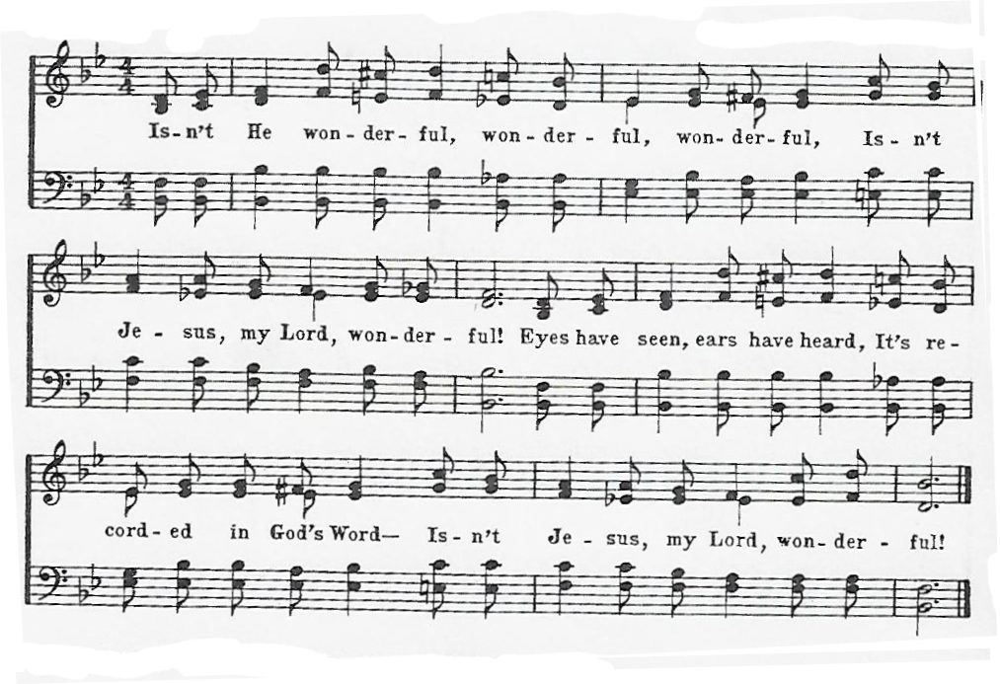 Is-n't He won-der-ful, won-der-ful, won-der-ful, Is-n't
Je-sus, my Lord, won-der-ful! Eyes have seen, ears have heard, It's re-
cord-ed in God's Word— Is-n't Je-sus, my Lord, won-der-ful!